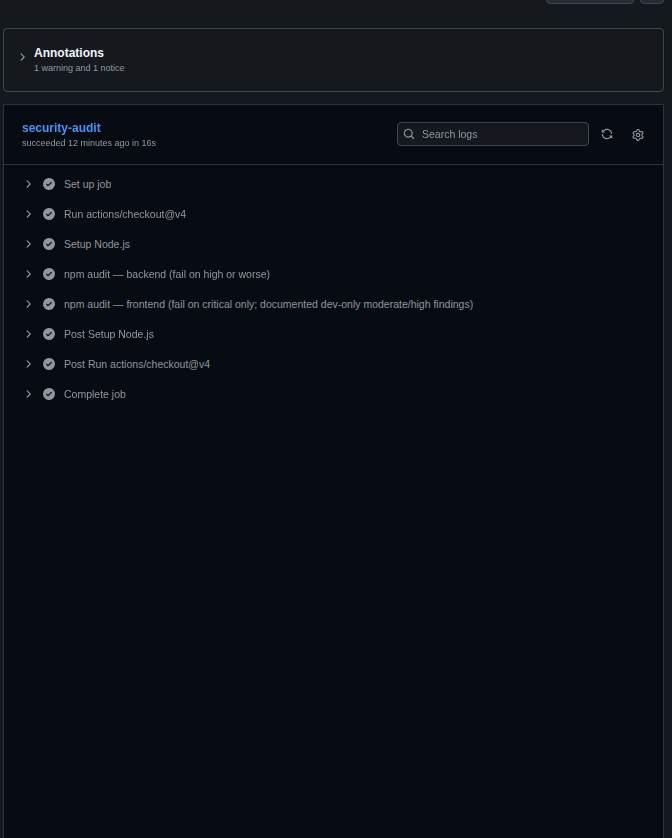 Annotations
1 warning and 1 notice
security-audit
succeeded 12 minutes ago in 16s
Search logs
Set up job
Run actions/checkout@v4
Setup Node.js
npm audit — backend (fail on high or worse)
npm audit — frontend (fail on critical only; documented dev-only moderate/high findings)
Post Setup Node.js
Post Run actions/checkout@v4
Complete job